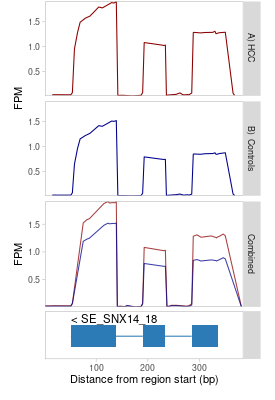 1.5
1.0
0.5
FPM
A) HCC
1.5
1.0
0.5
B) Controls
1.5
1.0
0.5
FPM
Combined
< SE_SNX14_18
100
200
300
Distance from region start (bp)